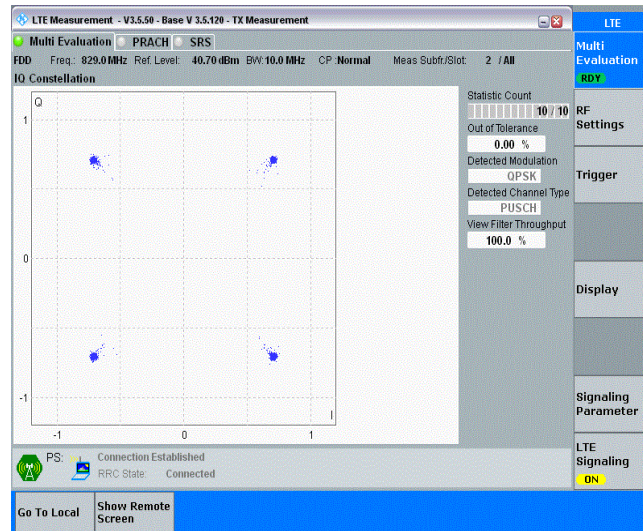 LTE Measurement - V3.5.50 - Base V 3.5.120 - TX Measurement
LTE
Multi Evaluation PRACH SRS
Multi
Evaluation
RDY
FDD Freq.: 829.0 MHz Ref. Level: 40.70 dBm BW: 10.0 MHz CP :Normal Meas Subfr./Slot: 2 / All
IQ Constellation
Q
1
0
-1
-1 0 1
I
Statistic Count
10 / 10
Out of Tolerance
0.00 %
Detected Modulation
QPSK
Detected Channel Type
PUSCH
View Filter Throughput
100.0 %
RF
Settings
Trigger
Display
Signaling
Parameter
LTE
Signaling
ON
PS: Connection Established
RRC State: Connected
Go To Local
Show Remote
Screen